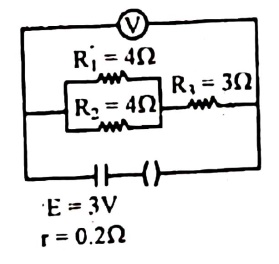 V
R₁ = 4Ω
R₂ = 4Ω
R₃ = 3Ω
E = 3V
r = 0.2Ω